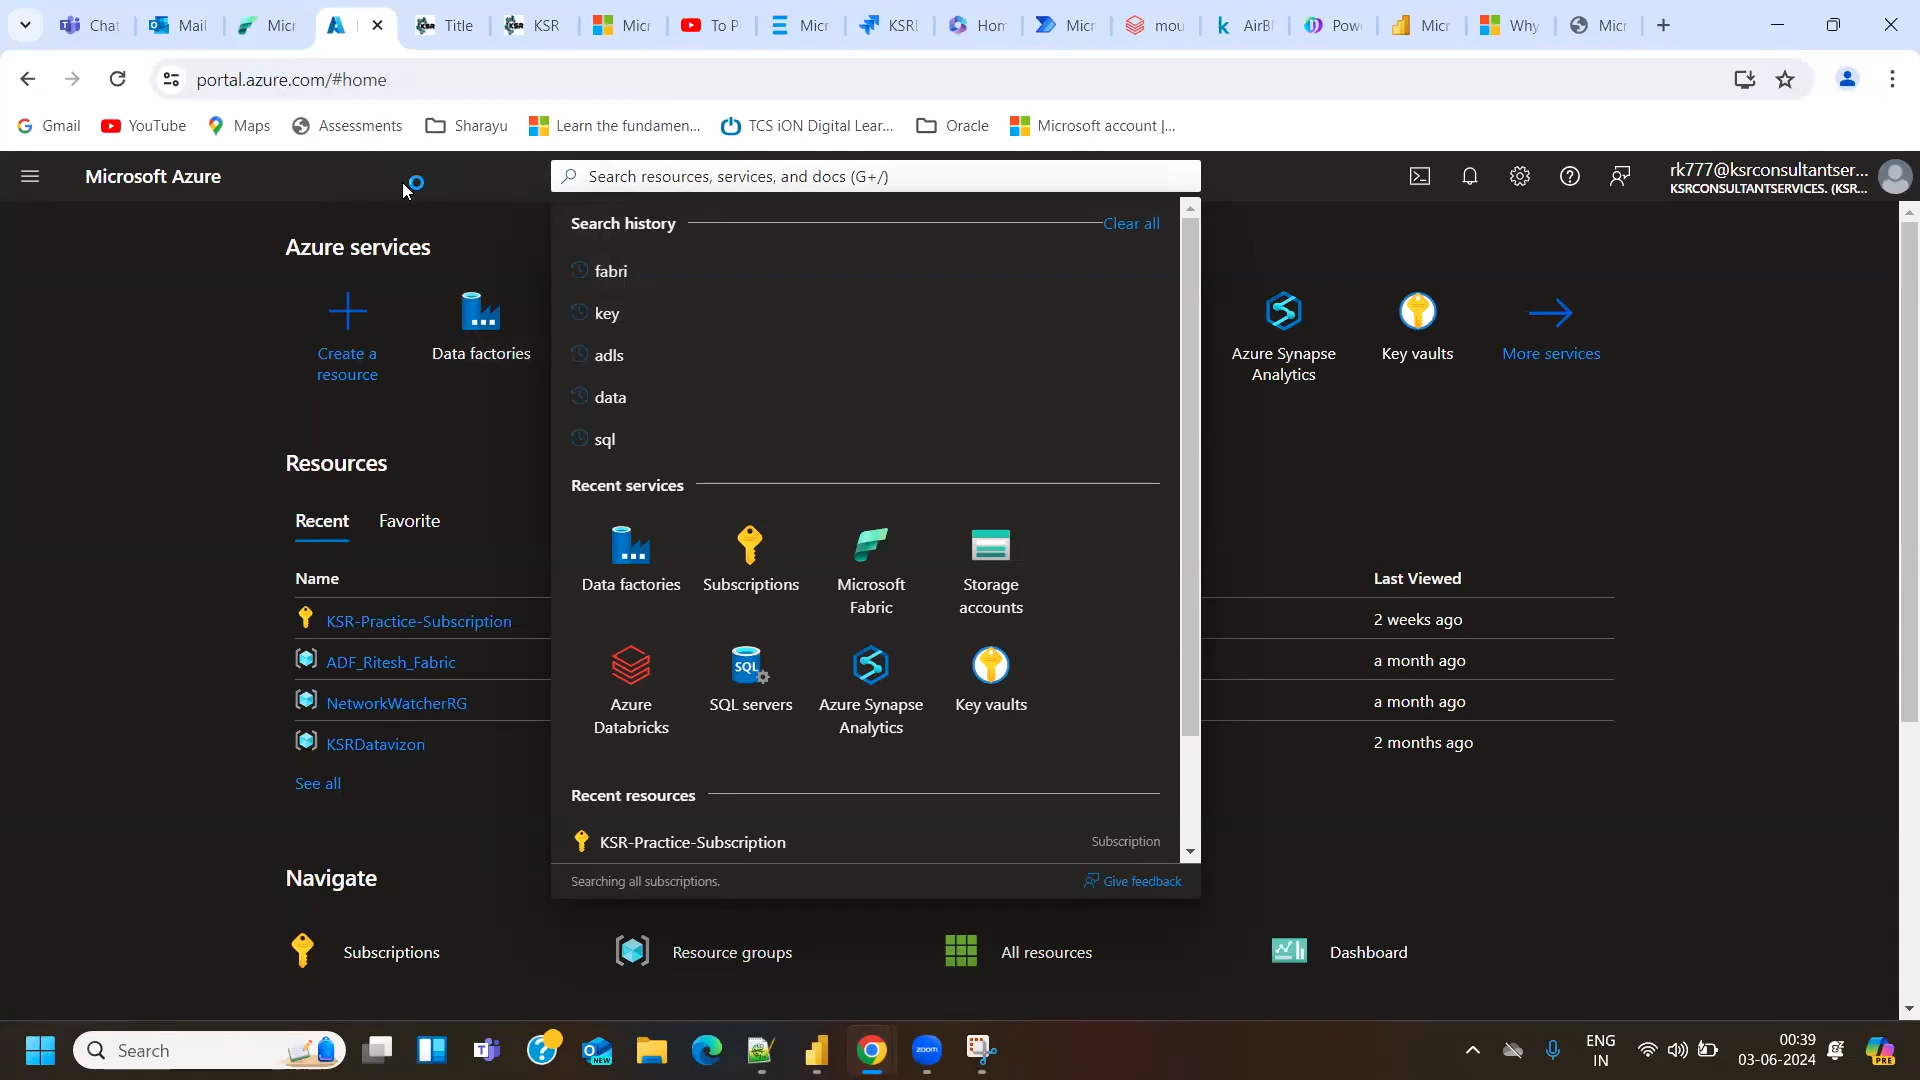 Chat
Mail
Micr
Title
KSR
Micr
To P
Micr
KSR
Hom
Micr
mou
AirB
Pow
Micr
Why
Micr
portal.azure.com/#home
Gmail
YouTube
Maps
Assessments
Sharayu
Learn the fundamen...
TCS iON Digital Lear...
Oracle
Microsoft account |...
Microsoft Azure
Search resources, services, and docs (G+/)
rk777@ksrconsultantser...
KSRCONSULTANTSERVICES. (KSR...
Search history
Clear all
fabri
key
adls
data
sql
Azure services
Create a
resource
Data factories
Azure Synapse
Analytics
Key vaults
More services
Recent services
Data factories
Subscriptions
Microsoft
Fabric
Storage
accounts
Azure
Databricks
SQL
SQL servers
Azure Synapse
Analytics
Key vaults
Resources
Recent
Favorite
Name
Last Viewed
KSR-Practice-Subscription
2 weeks ago
ADF_Ritesh_Fabric
a month ago
NetworkWatcherRG
a month ago
KSRDatavizon
2 months ago
See all
Recent resources
KSR-Practice-Subscription
Subscription
Searching all subscriptions.
Give feedback
Navigate
Subscriptions
Resource groups
All resources
Dashboard
Search
NEW
zoom
ENG
IN
00:39
03-06-2024
PRE